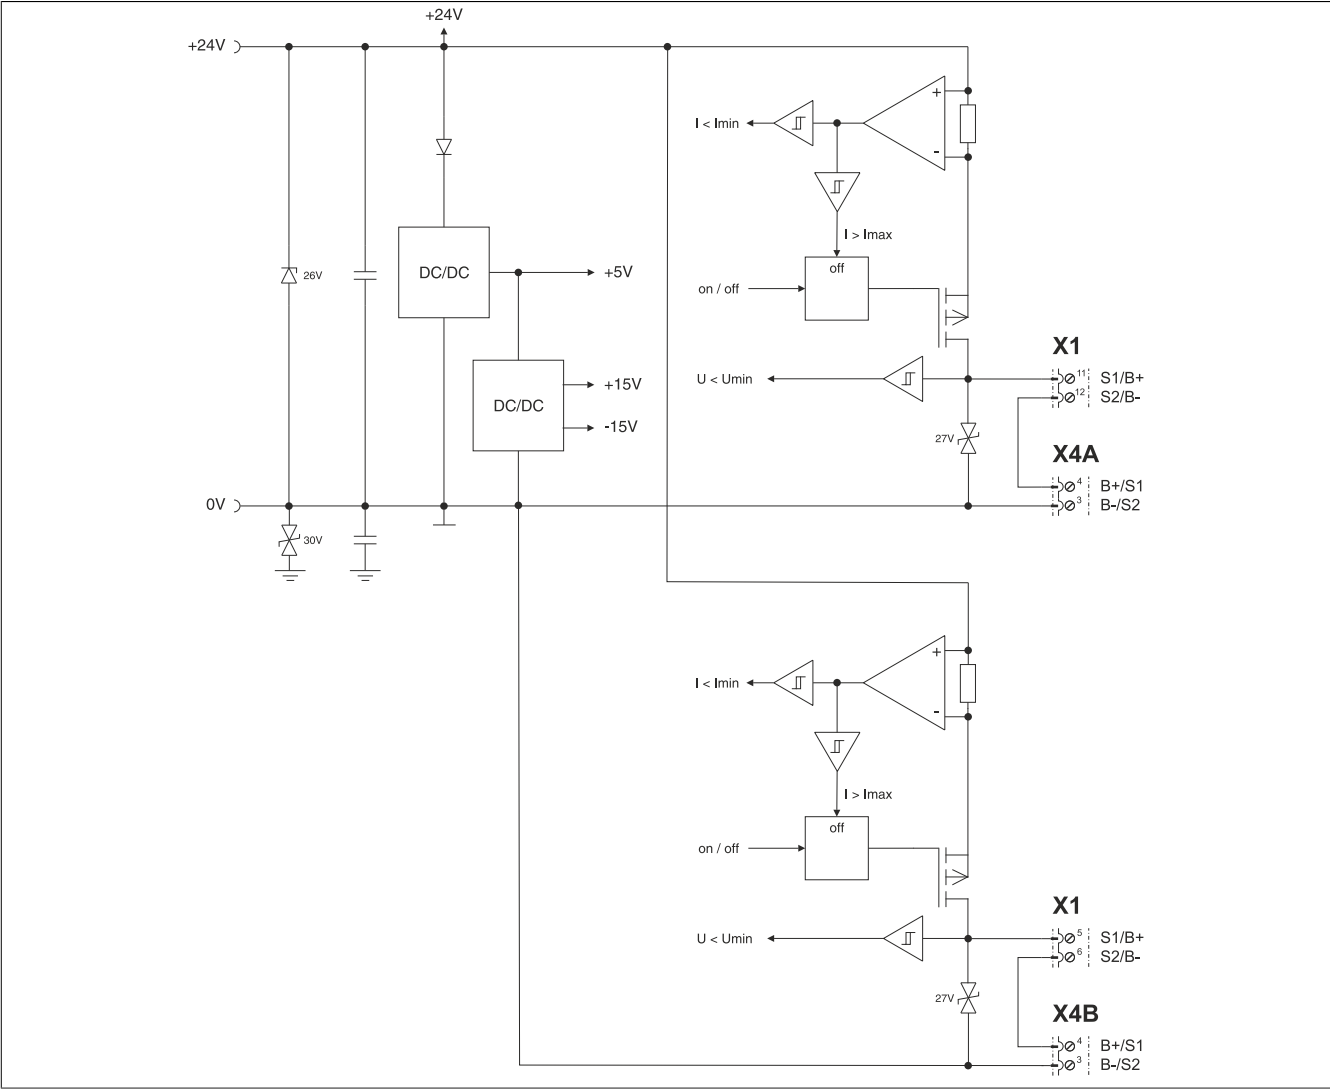 +24V
+24V
+
I < Imin
-
I > Imax
off
26V
DC/DC
+5V
on / off
X1
U < Umin
11 S1/B+
+15V
12 S2/B-
DC/DC
-15V
27V
X4A
4 B+/S1
0V
3 B-/S2
30V
+
I < Imin
-
I > Imax
off
on / off
X1
U < Umin
5 S1/B+
6 S2/B-
27V
X4B
4 B+/S1
3 B-/S2